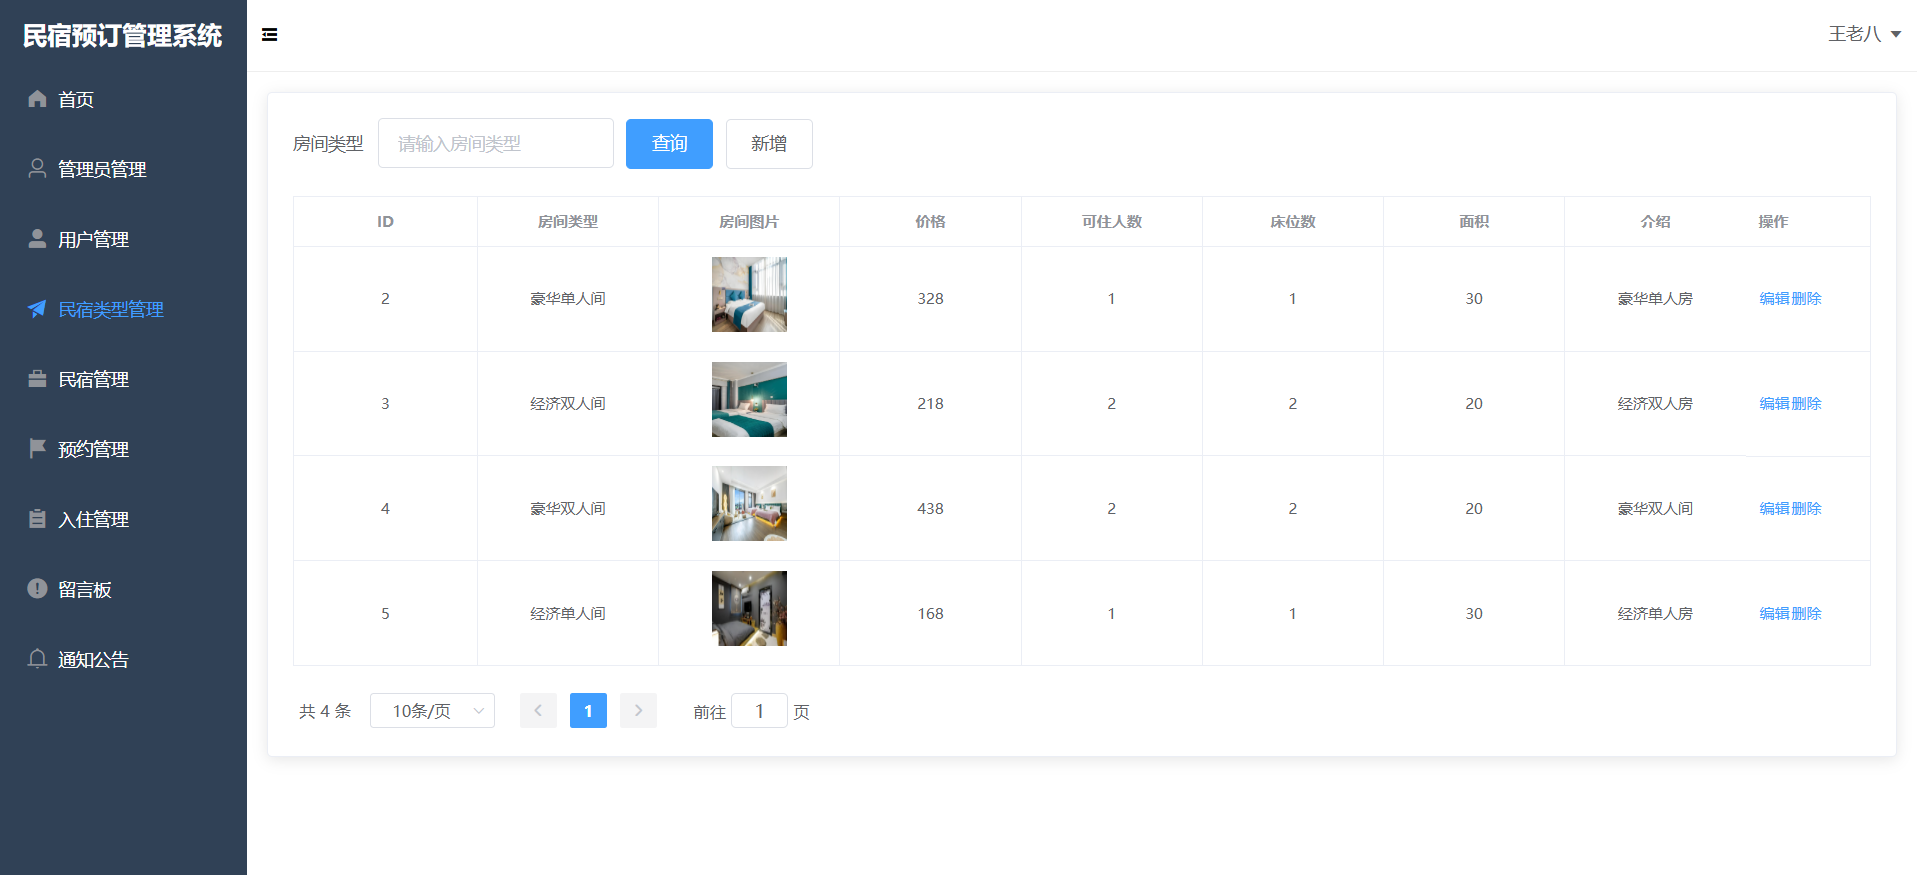 民宿预订管理系统
王老八
首页
管理员管理
用户管理
民宿类型管理
民宿管理
预约管理
入住管理
留言板
通知公告
房间类型 请输入房间类型 查询 新增
ID 房间类型 房间图片 价格 可住人数 床位数 面积 介绍 操作
2 豪华单人间 328 1 1 30 豪华单人房 编辑 删除
3 经济双人间 218 2 2 20 经济双人房 编辑 删除
4 豪华双人间 438 2 2 20 豪华双人间 编辑 删除
5 经济单人间 168 1 1 30 经济单人房 编辑 删除
共 4 条 10条/页 1 前往 1 页